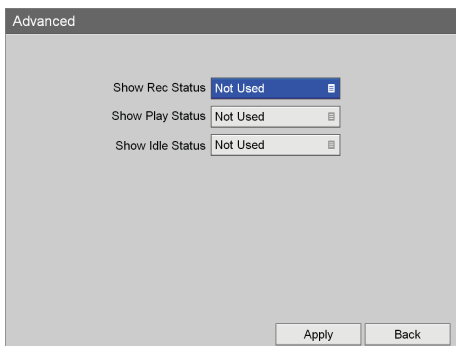 Advanced
Show Rec Status Not Used
Show Play Status Not Used
Show Idle Status Not Used
Apply Back